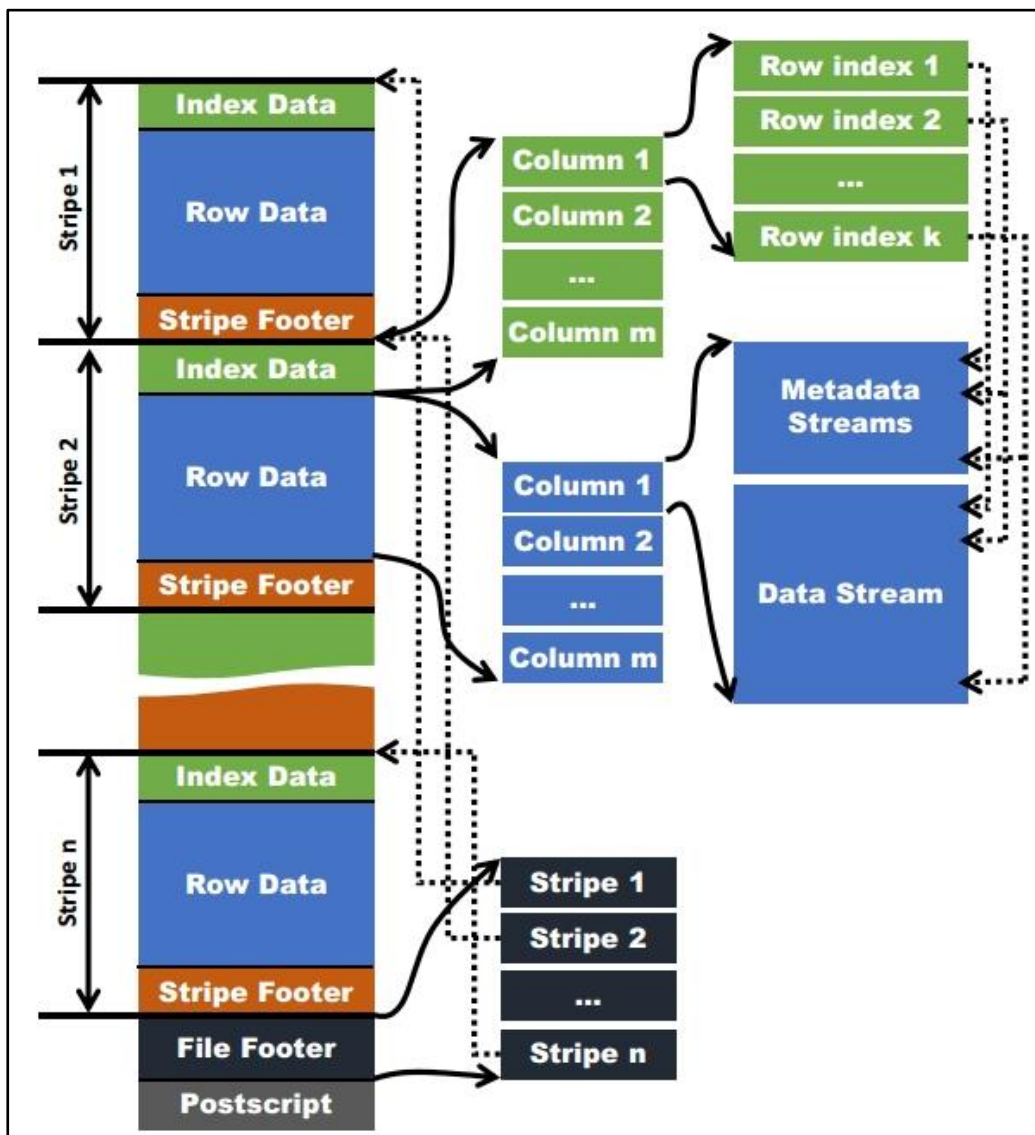 Stripe 1
Index Data
Row Data
Stripe Footer
Stripe 2
Index Data
Row Data
Stripe Footer
Stripe n
Index Data
Row Data
Stripe Footer
File Footer
Postscript
Column 1
Column 2
...
Column m
Row index 1
Row index 2
...
Row index k
Column 1
Column 2
...
Column m
Metadata
Streams
Data Stream
Stripe 1
Stripe 2
...
Stripe n